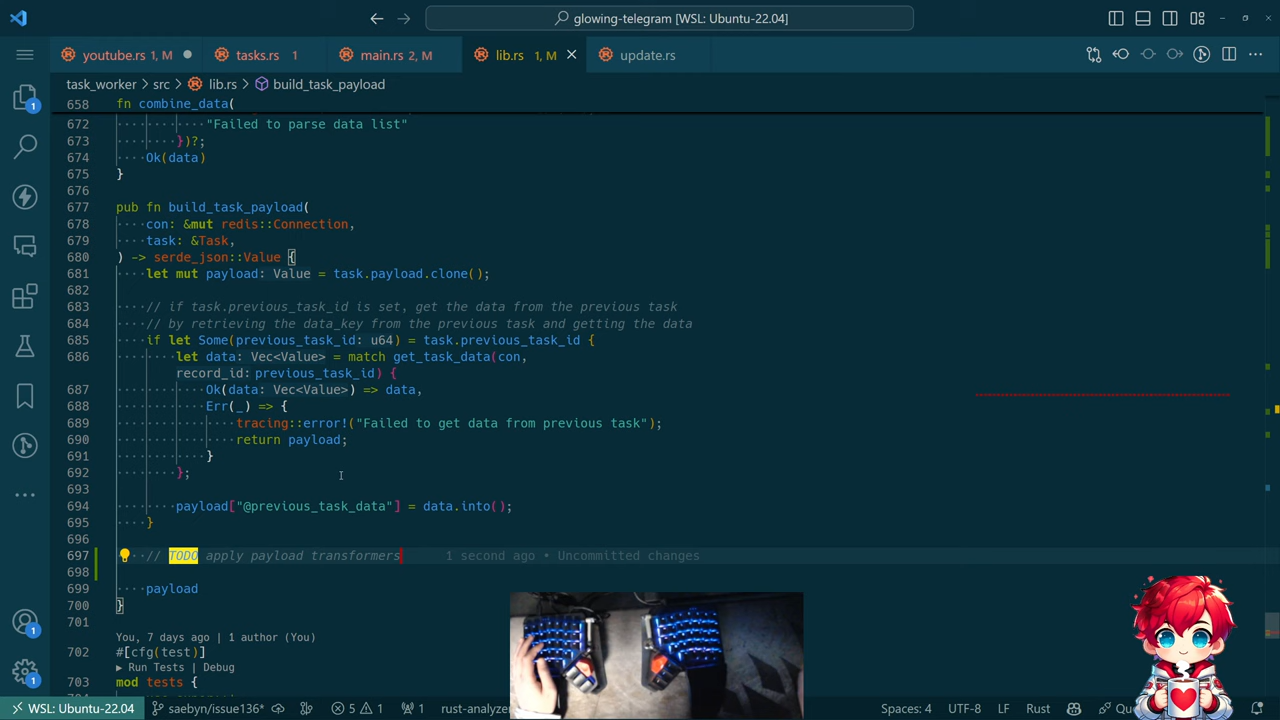 glowing-telegram [WSL: Ubuntu-22.04]
youtube.rs 1, M
tasks.rs 1
main.rs 2, M
lib.rs 1, M
update.rs
task_worker > src > lib.rs > build_task_payload
658 fn combine_data(
672 ············"Failed to parse data list"
673 ········})?;
674 ····Ok(data)
675 }
676
677 pub fn build_task_payload(
678 ····con: &mut redis::Connection,
679 ····task: &Task,
680 ) -> serde_json::Value {
681 ····let mut payload: Value = task.payload.clone();
682
683 ····// if task.previous_task_id is set, get the data from the previous task
684 ····// by retrieving the data_key from the previous task and getting the data
685 ····if let Some(previous_task_id: u64) = task.previous_task_id {
686 ········let data: Vec<Value> = match get_task_data(con,
········record_id: previous_task_id) {
687 ············Ok(data: Vec<Value>) => data,
688 ············Err(_) => {
689 ················tracing::error!("Failed to get data from previous task");
690 ················return payload;
691 ············}
692 ········};
693
694 ········payload["@previous_task_data"] = data.into();
695 ····}
696
697 ····// TODO apply payload transformers 1 second ago • Uncommitted changes
698
699 ····payload
700 }
701
You, 7 days ago | 1 author (You)
702 #[cfg(test)]
▶ Run Tests | Debug
703 mod tests {
1
1
1
WSL: Ubuntu-22.04
saebyn/issue136*
5 1
1
rust-analyzer
Spaces: 4
UTF-8
LF
Rust